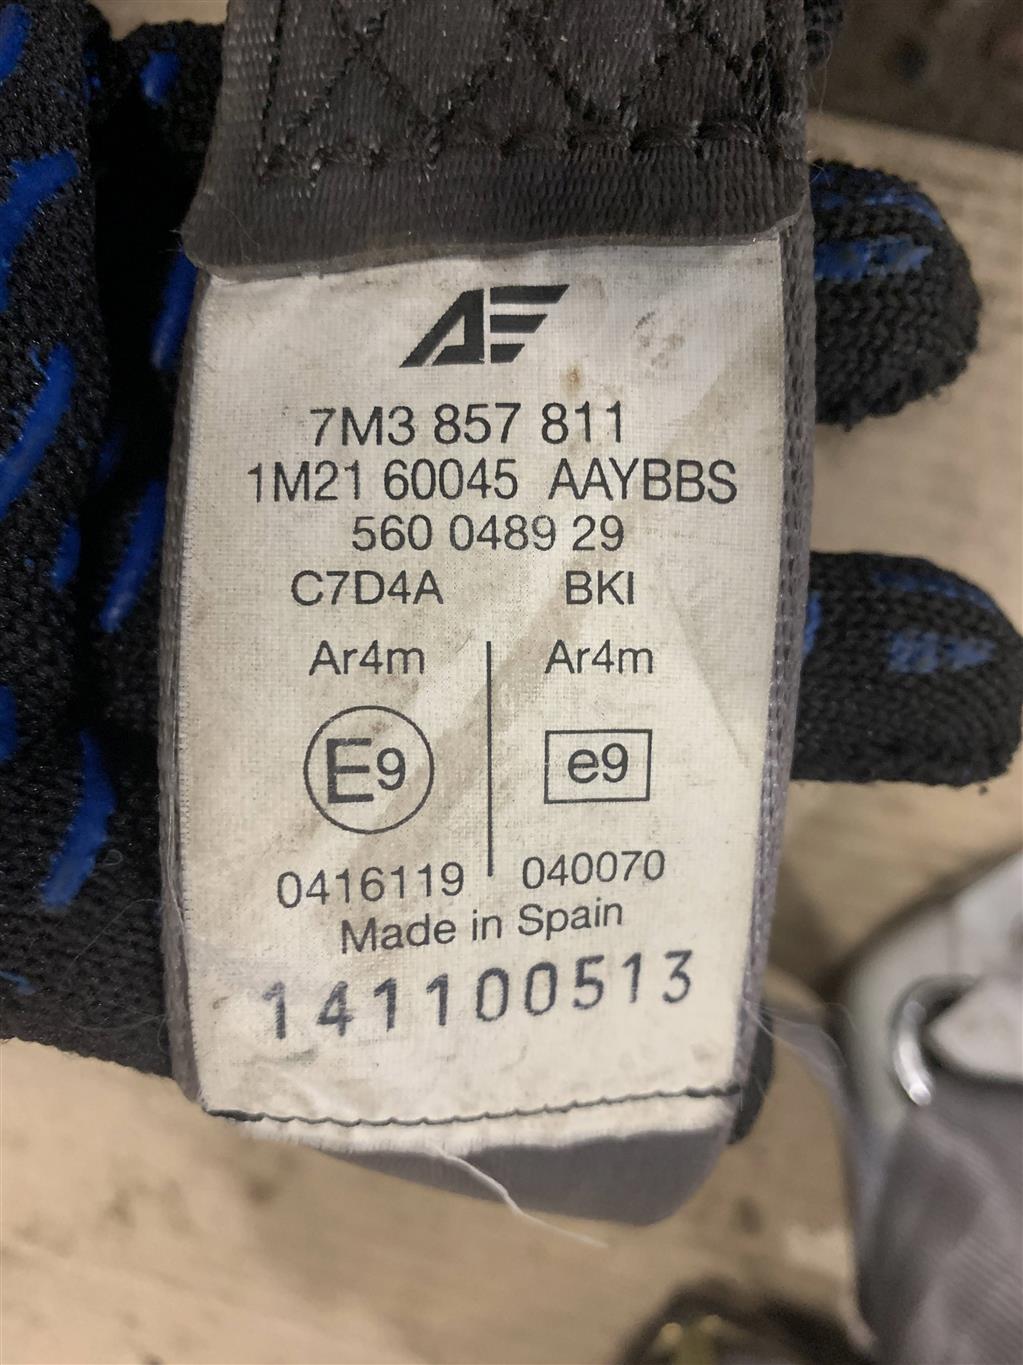 AE
7M3 857 811
1M21 60045 AAYBBS
560 0489 29
C7D4A BKI
Ar4m Ar4m
E9 e9
0416119 040070
Made in Spain
141100513